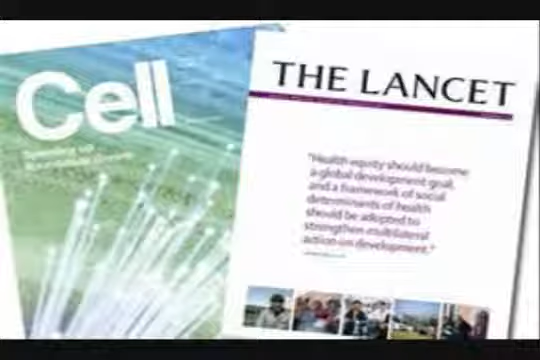 Cell
THE LANCET
"Health equity should become
a global development goal,
and a framework of social
determinants of health
should be adopted to
strengthen multilateral
action on development."